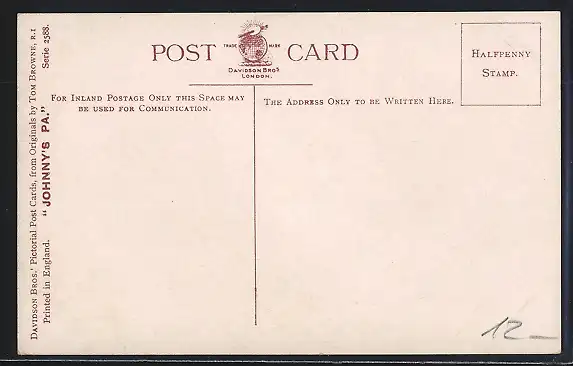 POST CARD
TRADE MARK
DAVIDSON BROS
LONDON.
HALFPENNY
STAMP.
FOR INLAND POSTAGE ONLY THIS SPACE MAY
BE USED FOR COMMUNICATION.
THE ADDRESS ONLY TO BE WRITTEN HERE.
DAVIDSON BROS.' Pictorial Post Cards, from Originals by TOM BROWNE, R.I
Printed in England. "JOHNNY'S PA." Serie 2588.
12—